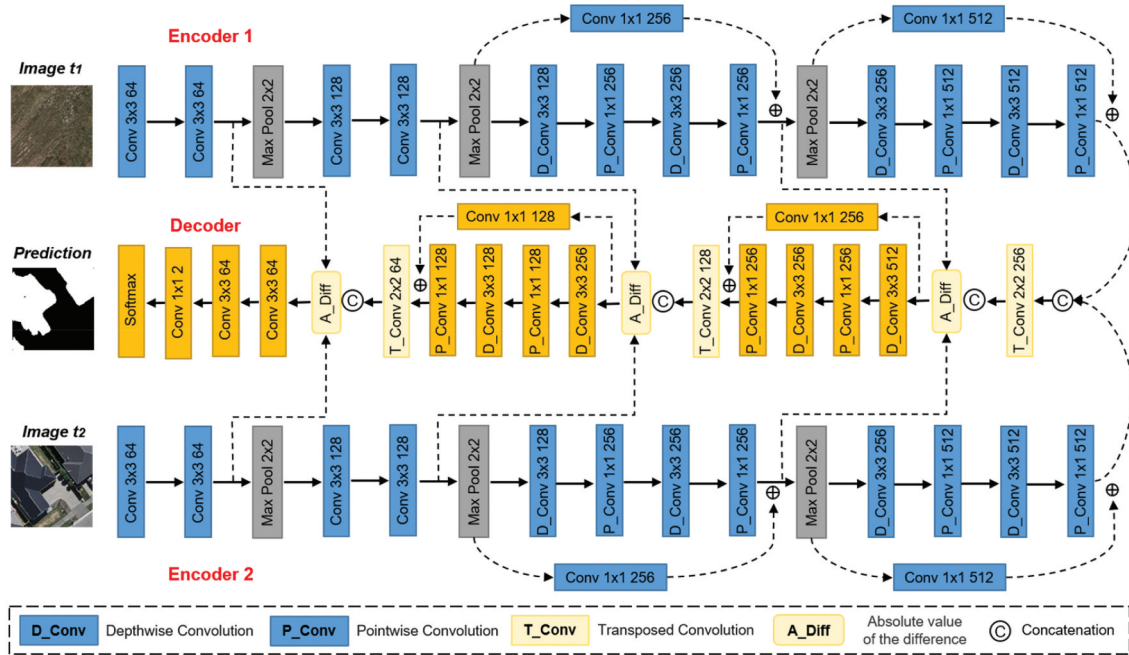 Encoder 1
Conv 1x1 256
Conv 1x1 512
Image t1
Conv 3x3 64
Conv 3x3 64
Max Pool 2x2
Conv 3x3 128
Conv 3x3 128
Max Pool 2x2
D_Conv 3x3 128
P_Conv 1x1 256
D_Conv 3x3 256
P_Conv 1x1 256
Max Pool 2x2
D_Conv 3x3 256
P_Conv 1x1 512
D_Conv 3x3 512
P_Conv 1x1 512
Decoder
Conv 1x1 128
Conv 1x1 256
Prediction
Softmax
Conv 1x1 2
Conv 3x3 64
Conv 3x3 64
A_Diff
C
T_Conv 2x2 64
P_Conv 1x1 128
D_Conv 3x3 128
P_Conv 1x1 128
D_Conv 3x3 256
A_Diff
C
T_Conv 2x2 128
P_Conv 1x1 256
D_Conv 3x3 256
P_Conv 1x1 256
D_Conv 3x3 512
A_Diff
C
T_Conv 2x2 256
C
Image t2
Conv 3x3 64
Conv 3x3 64
Max Pool 2x2
Conv 3x3 128
Conv 3x3 128
Max Pool 2x2
D_Conv 3x3 128
P_Conv 1x1 256
D_Conv 3x3 256
P_Conv 1x1 256
Max Pool 2x2
D_Conv 3x3 256
P_Conv 1x1 512
D_Conv 3x3 512
P_Conv 1x1 512
Encoder 2
Conv 1x1 256
Conv 1x1 512
D_Conv Depthwise Convolution P_Conv Pointwise Convolution T_Conv Transposed Convolution A_Diff Absolute value
of the difference C Concatenation